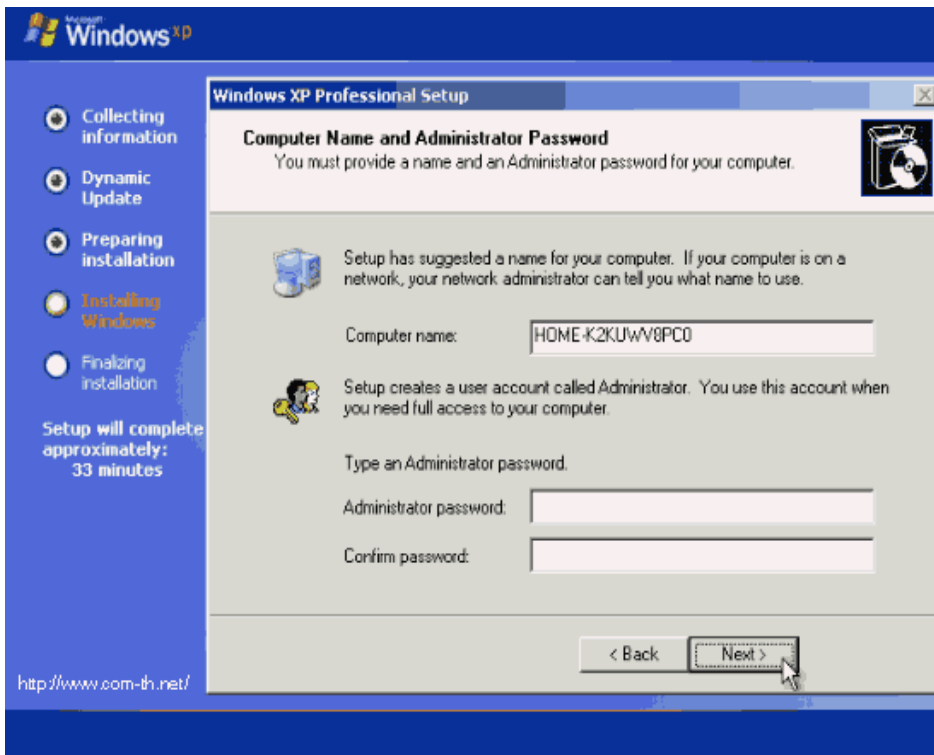 Microsoft
Windows xp
Collecting
information
Dynamic
Update
Preparing
installation
Installing
Windows
Finalizing
installation
Setup will complete
approximately:
33 minutes
http://www.com-th.net/
Windows XP Professional Setup
Computer Name and Administrator Password
You must provide a name and an Administrator password for your computer.
Setup has suggested a name for your computer. If your computer is on a
network, your network administrator can tell you what name to use.
Computer name: HOME-K2KUWV8PC0
Setup creates a user account called Administrator. You use this account when
you need full access to your computer.
Type an Administrator password.
Administrator password:
Confirm password:
< Back Next >